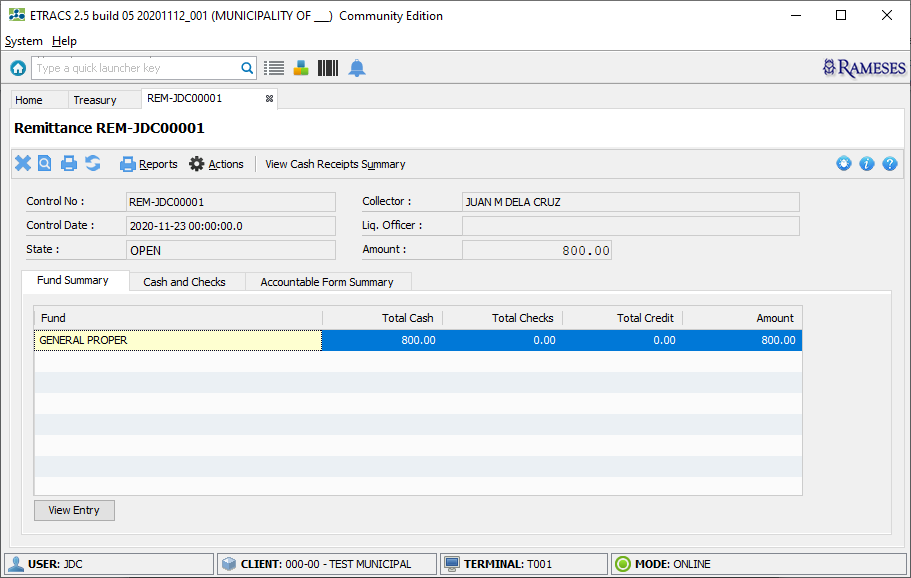 ETRACS 2.5 build 05 20201112_001 (MUNICIPALITY OF ___) Community Edition
System Help
Type a quick launcher key
RAMESES
Home Treasury REM-JDC00001
Remittance REM-JDC00001
Reports Actions View Cash Receipts Summary
Control No : REM-JDC00001 Collector : JUAN M DELA CRUZ
Control Date : 2020-11-23 00:00:00.0 Liq. Officer :
State : OPEN Amount : 800.00
Fund Summary Cash and Checks Accountable Form Summary
Fund Total Cash Total Checks Total Credit Amount
GENERAL PROPER 800.00 0.00 0.00 800.00
View Entry
USER: JDC CLIENT: 000-00 - TEST MUNICIPAL TERMINAL: T001 MODE: ONLINE